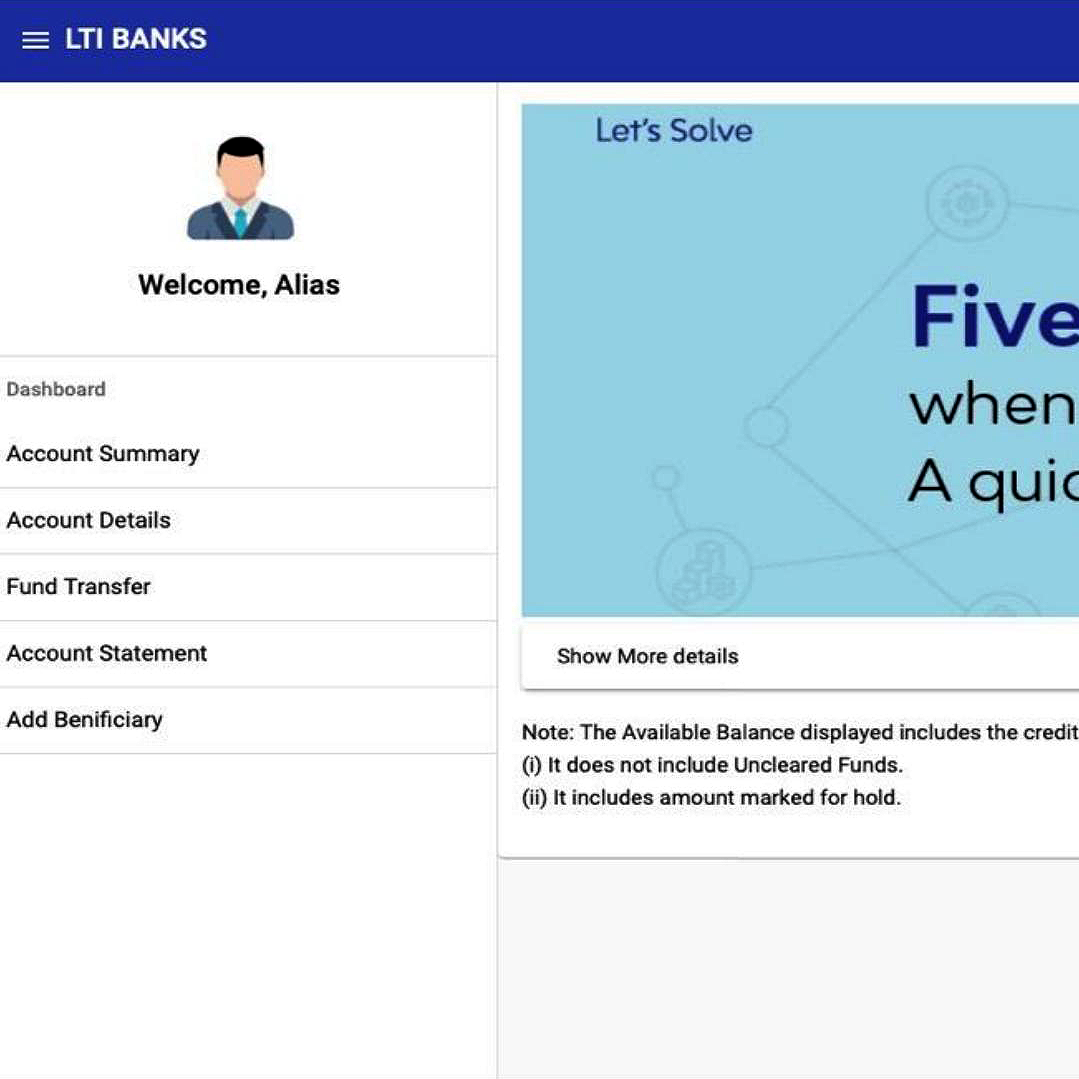 LTI BANKS
Welcome, Alias
Dashboard
Account Summary
Account Details
Fund Transfer
Account Statement
Add Benificiary
Let's Solve
Five
when
A quic
Show More details
Note: The Available Balance displayed includes the credit
(i) It does not include Uncleared Funds.
(ii) It includes amount marked for hold.